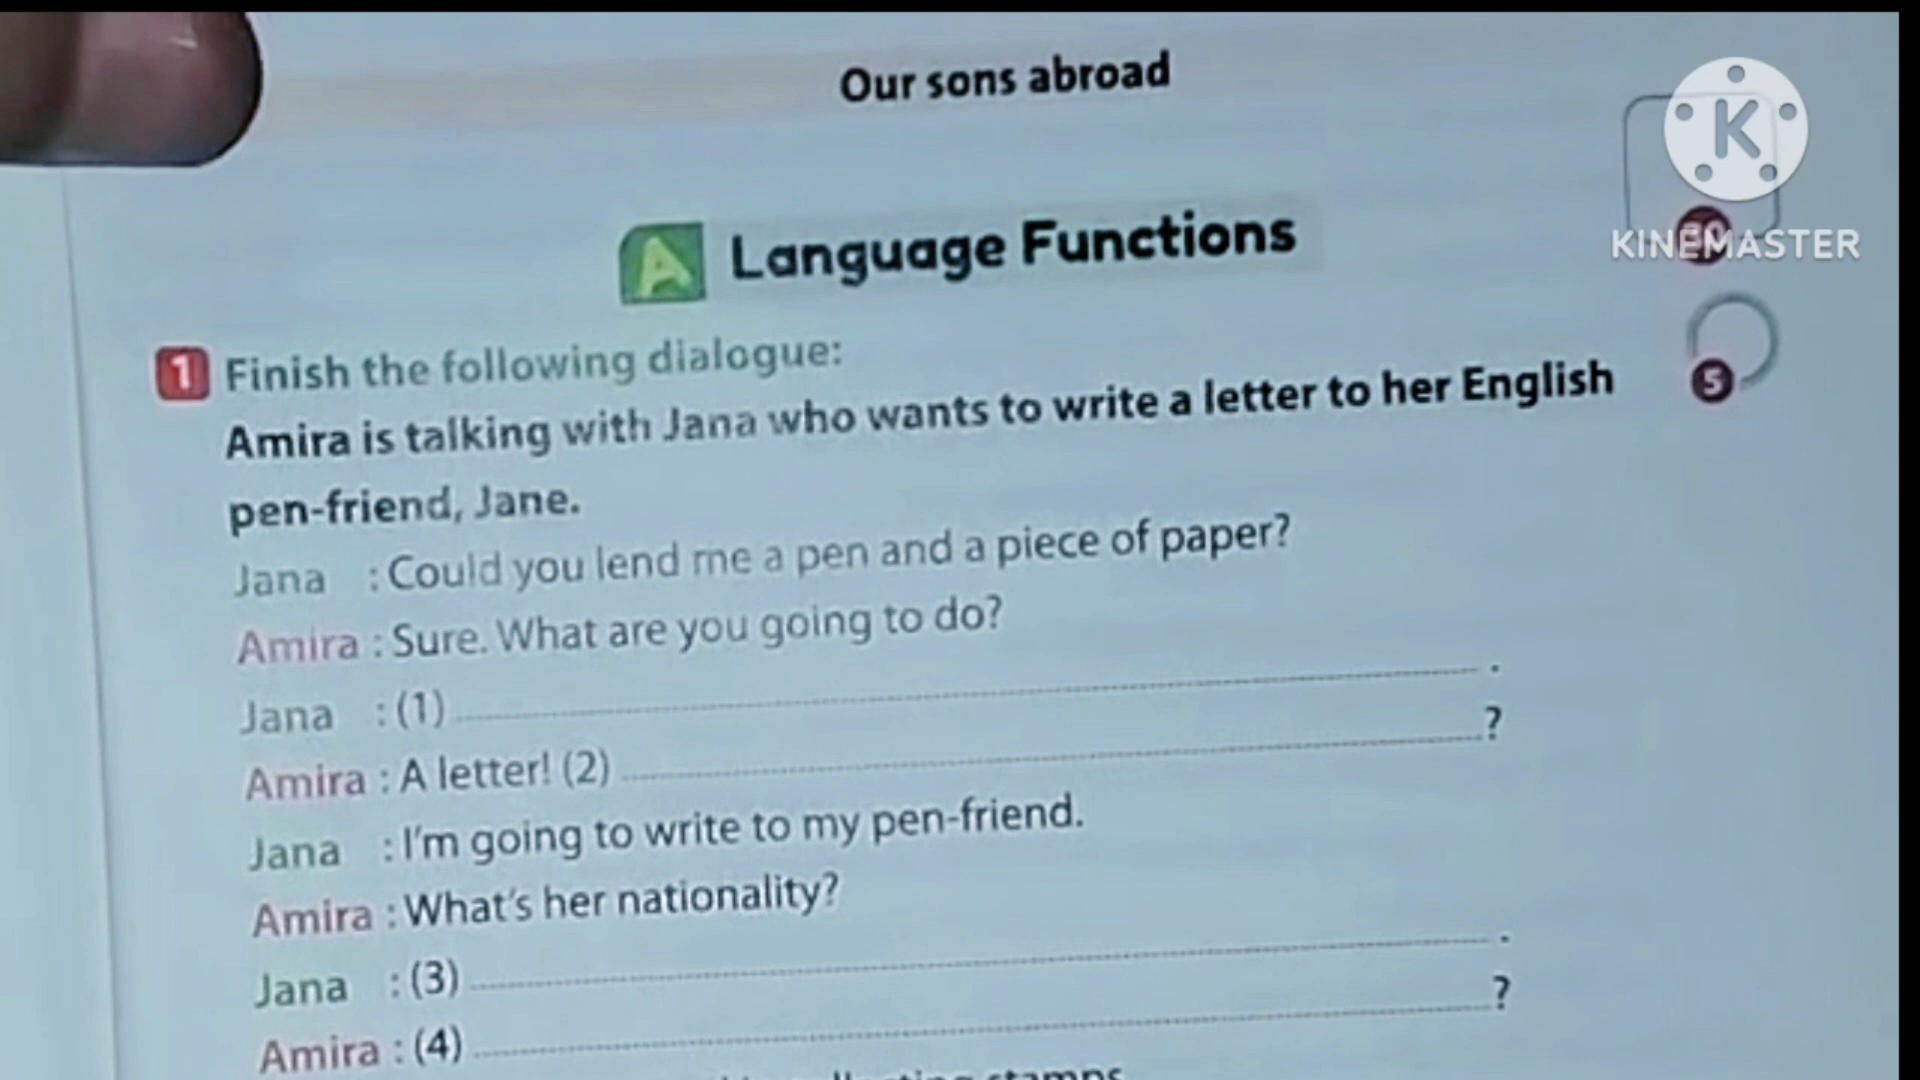 Our sons abroad
KINEMASTER
A Language Functions
1 Finish the following dialogue:
5
Amira is talking with Jana who wants to write a letter to her English
pen-friend, Jane.
Jana : Could you lend me a pen and a piece of paper?
Amira : Sure. What are you going to do?
Jana : (1) .
Amira : A letter! (2) ?
Jana : I'm going to write to my pen-friend.
Amira : What's her nationality?
Jana : (3) .
Amira : (4) ?
stamps